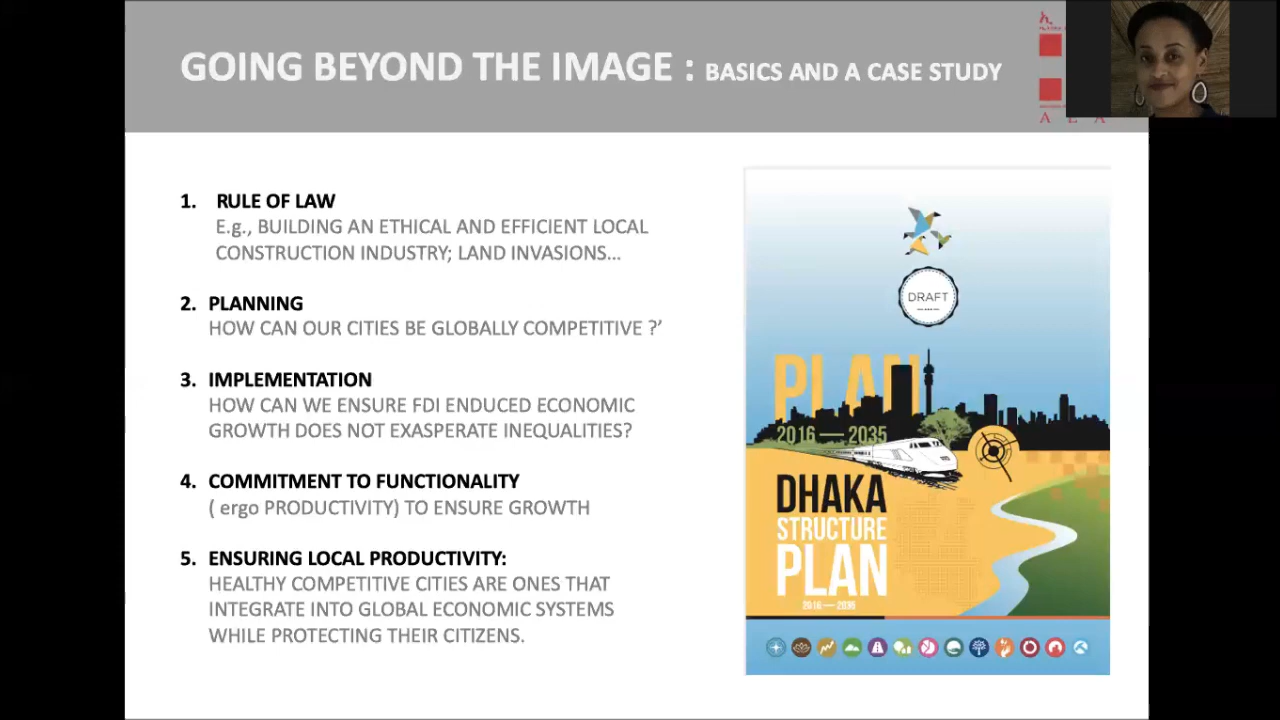 GOING BEYOND THE IMAGE : BASICS AND A CASE STUDY
A
1. RULE OF LAW
E.g., BUILDING AN ETHICAL AND EFFICIENT LOCAL
CONSTRUCTION INDUSTRY; LAND INVASIONS...
2. PLANNING
HOW CAN OUR CITIES BE GLOBALLY COMPETITIVE ?’
3. IMPLEMENTATION
HOW CAN WE ENSURE FDI ENDUCED ECONOMIC
GROWTH DOES NOT EXASPERATE INEQUALITIES?
4. COMMITMENT TO FUNCTIONALITY
( ergo PRODUCTIVITY) TO ENSURE GROWTH
5. ENSURING LOCAL PRODUCTIVITY:
HEALTHY COMPETITIVE CITIES ARE ONES THAT
INTEGRATE INTO GLOBAL ECONOMIC SYSTEMS
WHILE PROTECTING THEIR CITIZENS.
DRAFT
PLAN
2016 — 2035
DHAKA
STRUCTURE
PLAN
2016 — 2035